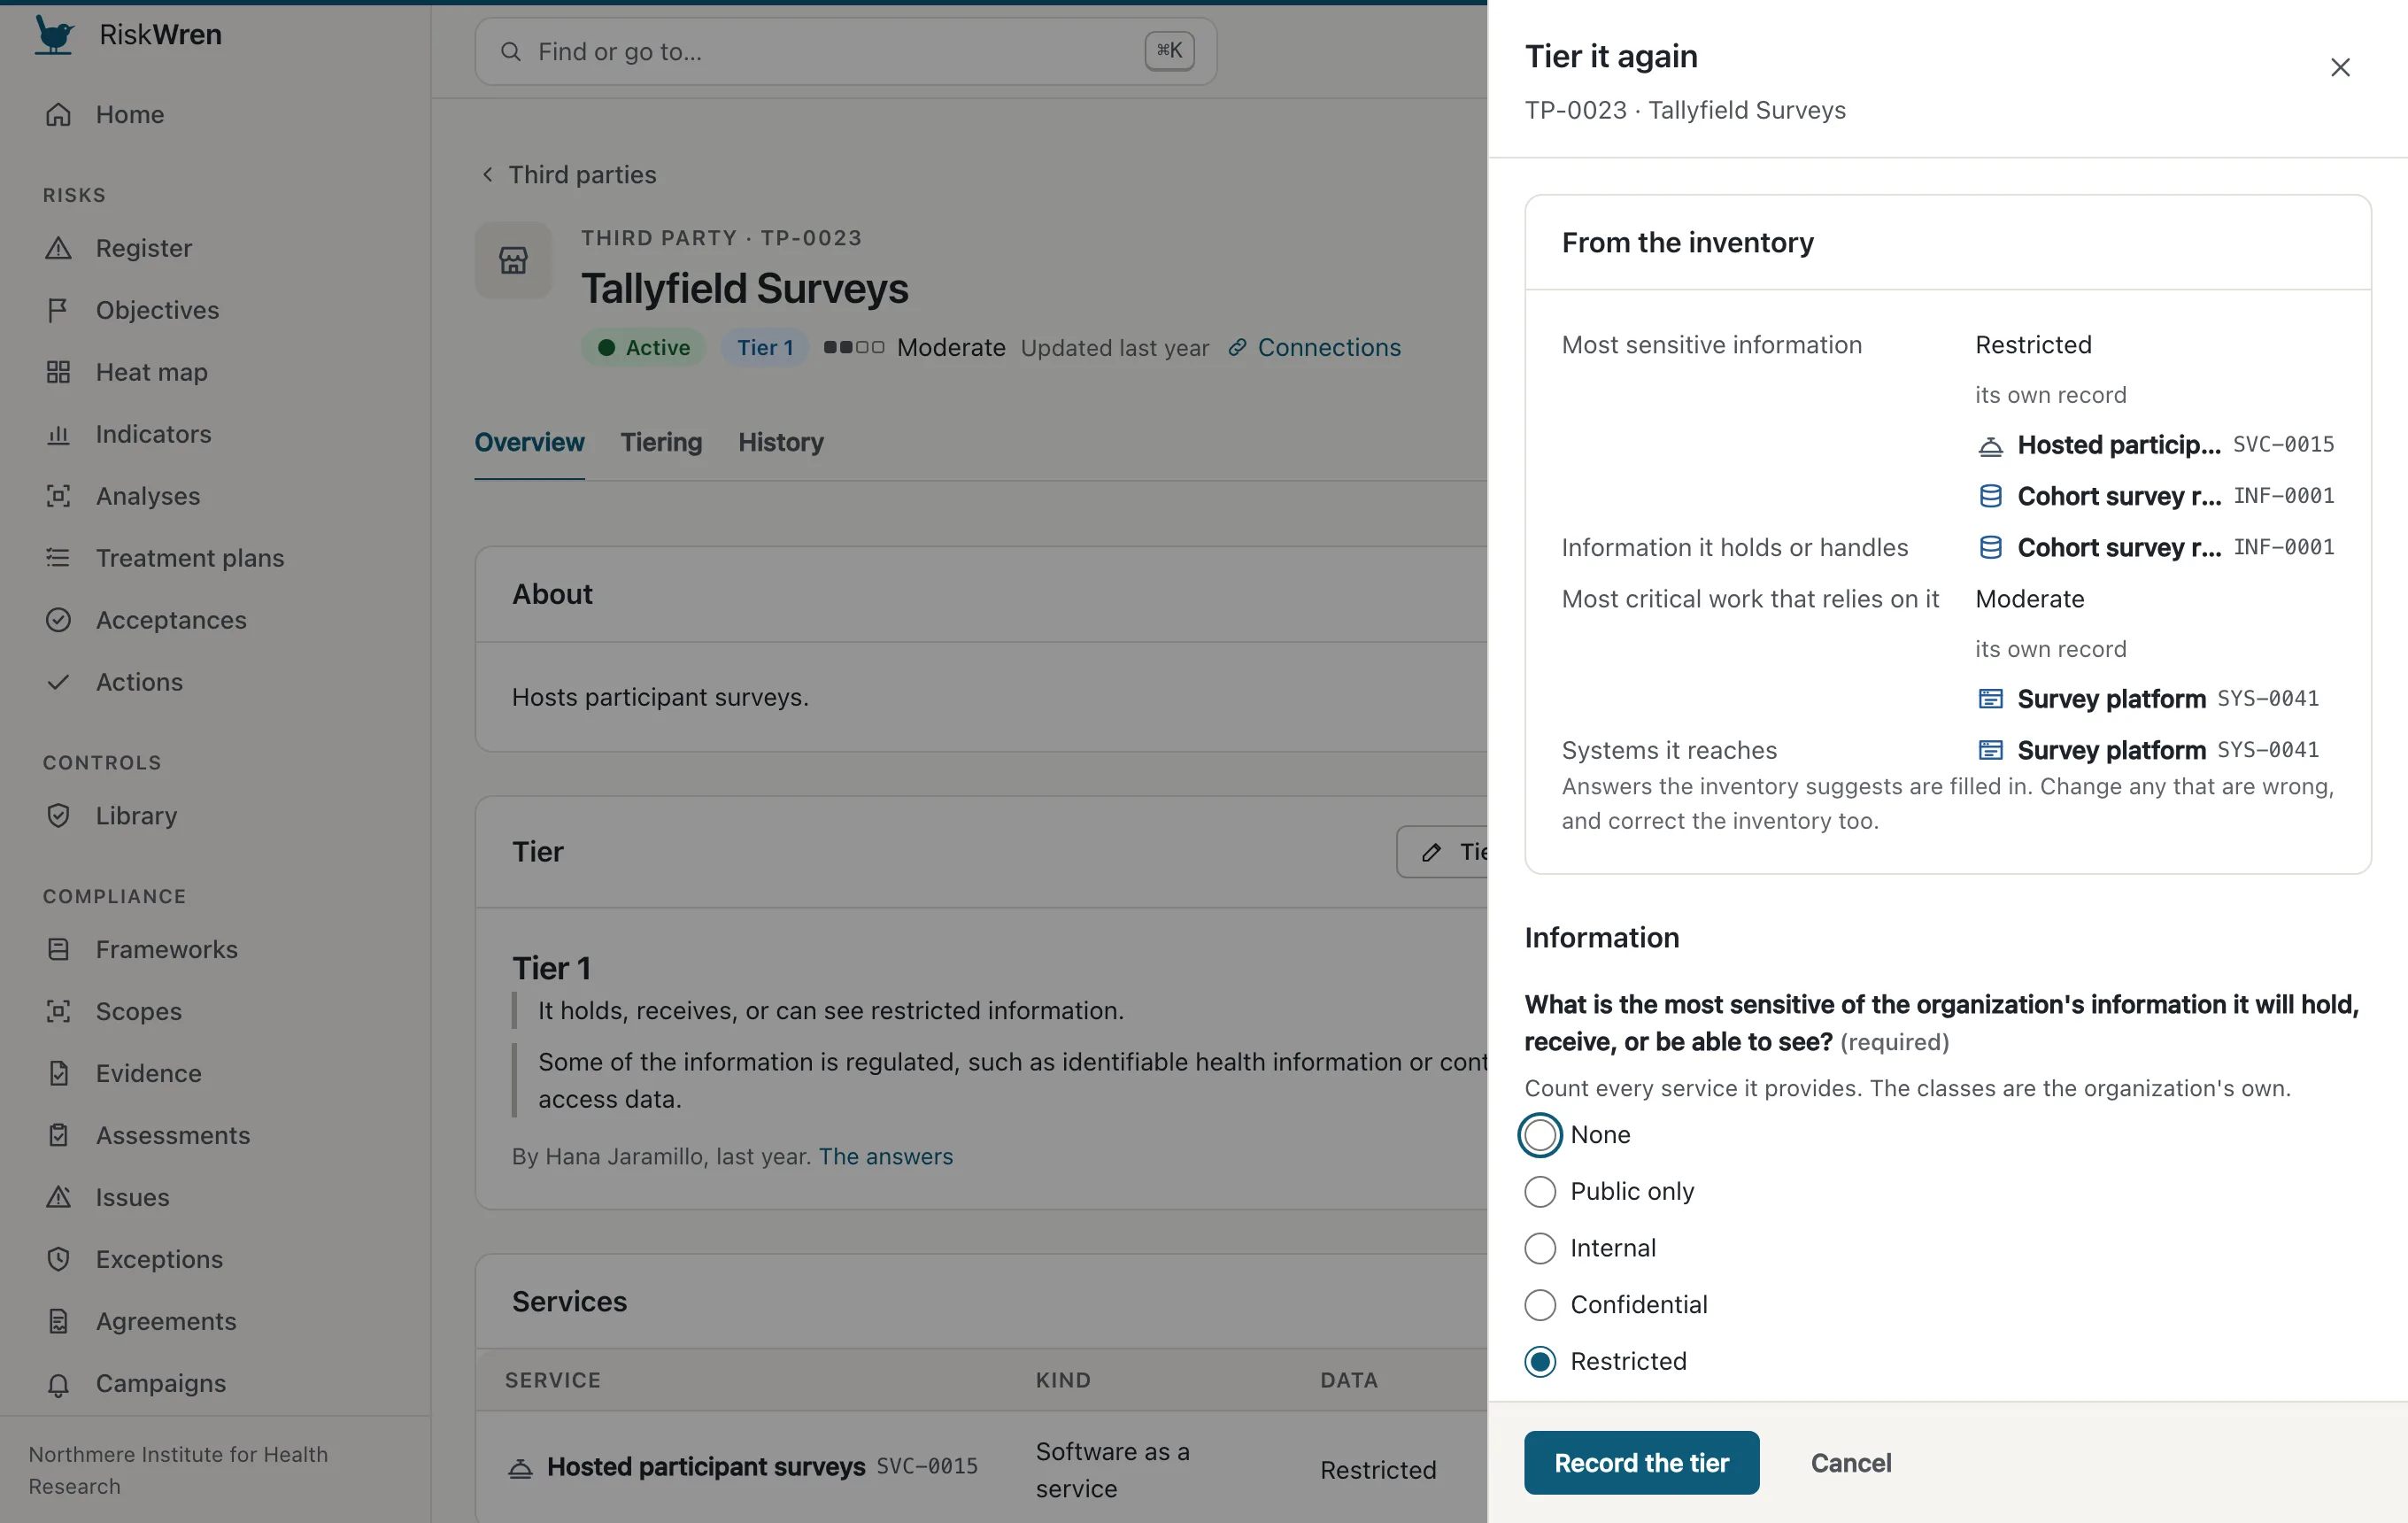 RiskWren
Find or go to...
⌘K
Home
RISKS
Register
Objectives
Heat map
Indicators
Analyses
Treatment plans
Acceptances
Actions
CONTROLS
Library
COMPLIANCE
Frameworks
Scopes
Evidence
Assessments
Issues
Exceptions
Agreements
Campaigns
Northmere Institute for Health
Research
Third parties
THIRD PARTY · TP-0023
Tallyfield Surveys
Active Tier 1 Moderate Updated last year Connections
Overview Tiering History
About
Hosts participant surveys.
Tier
Tier 1
It holds, receives, or can see restricted information.
Some of the information is regulated, such as identifiable health information or
access data.
By Hana Jaramillo, last year. The answers
Services
SERVICE KIND DATA
Hosted participant surveys SVC-0015
Software as a
service
Restricted
Tier it again
TP-0023 · Tallyfield Surveys
From the inventory
Most sensitive information Restricted
its own record
Hosted particip... SVC-0015
Cohort survey r... INF-0001
Information it holds or handles Cohort survey r... INF-0001
Most critical work that relies on it Moderate
its own record
Survey platform SYS-0041
Systems it reaches Survey platform SYS-0041
Answers the inventory suggests are filled in. Change any that are wrong,
and correct the inventory too.
Information
What is the most sensitive of the organization's information it will hold,
receive, or be able to see? (required)
Count every service it provides. The classes are the organization's own.
None
Public only
Internal
Confidential
Restricted
Record the tier Cancel